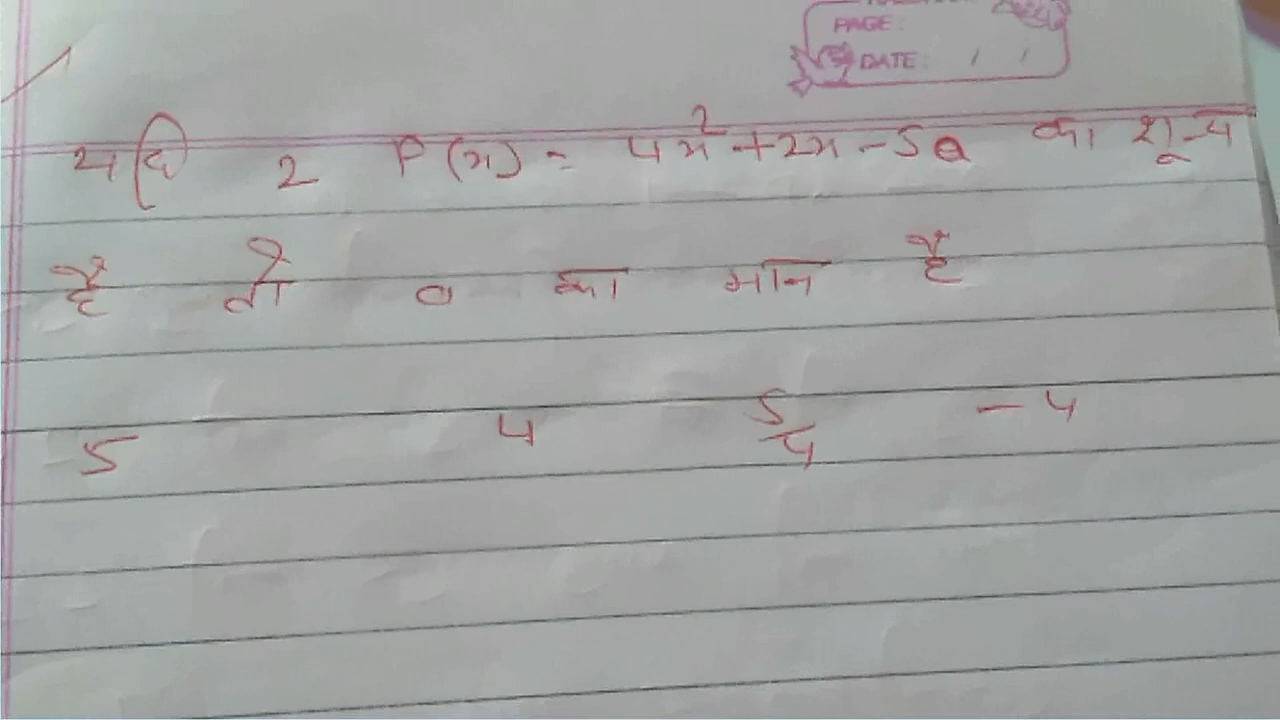 PAGE:
DATE: / /
यदि 2 P(x) = 4x² + 2x - 5a का शून्य
है तो a का मान है
5 4 5/4 - 4